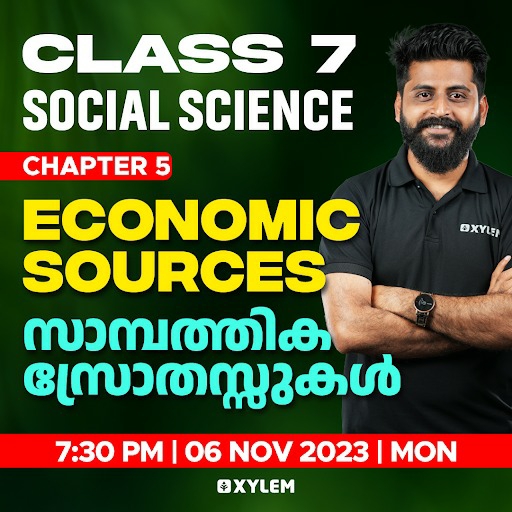 CLASS 7
SOCIAL SCIENCE
CHAPTER 5
ECONOMIC
SOURCES
സാമ്പത്തിക
സ്രോതസ്സുകൾ
XYLEM
7:30 PM | 06 NOV 2023 | MON
XYLEM